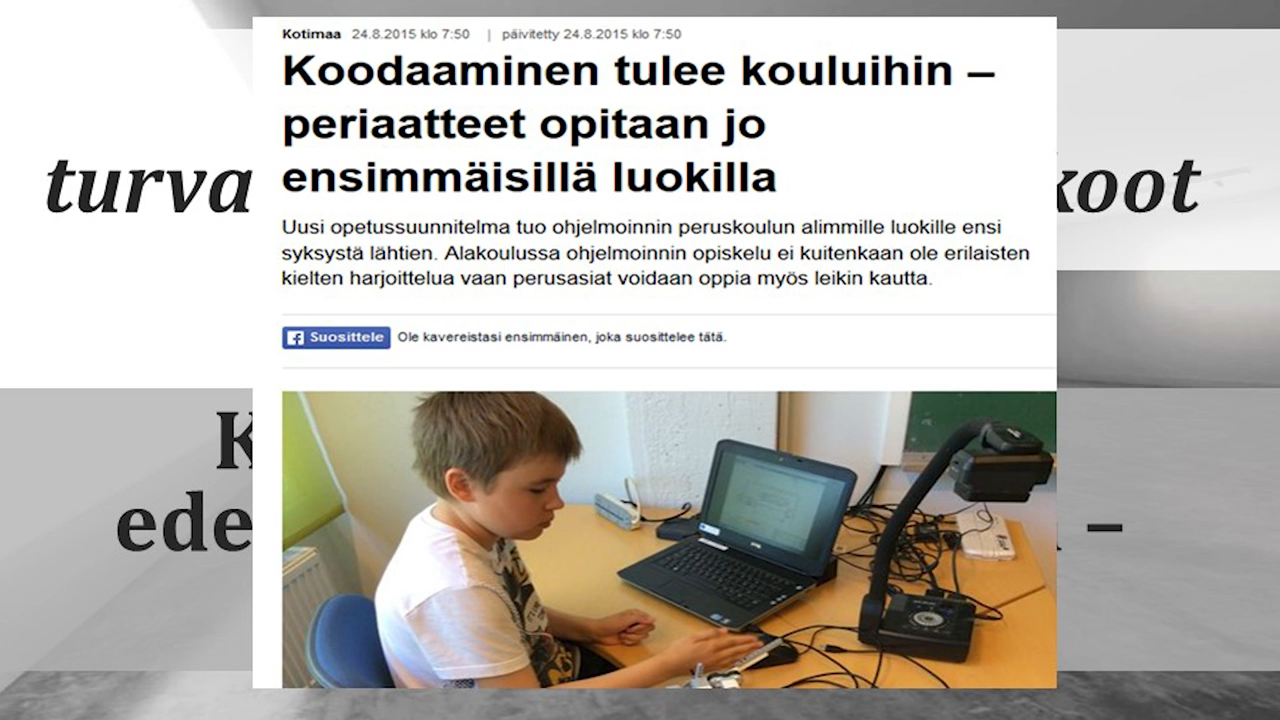 Kotimaa 24.8.2015 klo 7:50 | päivitetty 24.8.2015 klo 7:50
Koodaaminen tulee kouluihin –
periaatteet opitaan jo
ensimmäisillä luokilla
turva
koot
Uusi opetussuunnitelma tuo ohjelmoinnin peruskoulun alimmille luokille ensi
syksystä lähtien. Alakoulussa ohjelmoinnin opiskelu ei kuitenkaan ole erilaisten
kielten harjoittelua vaan perusasiat voidaan oppia myös leikin kautta.
Suosittele Ole kavereistasi ensimmäinen, joka suosittelee tätä.
K
ede
–